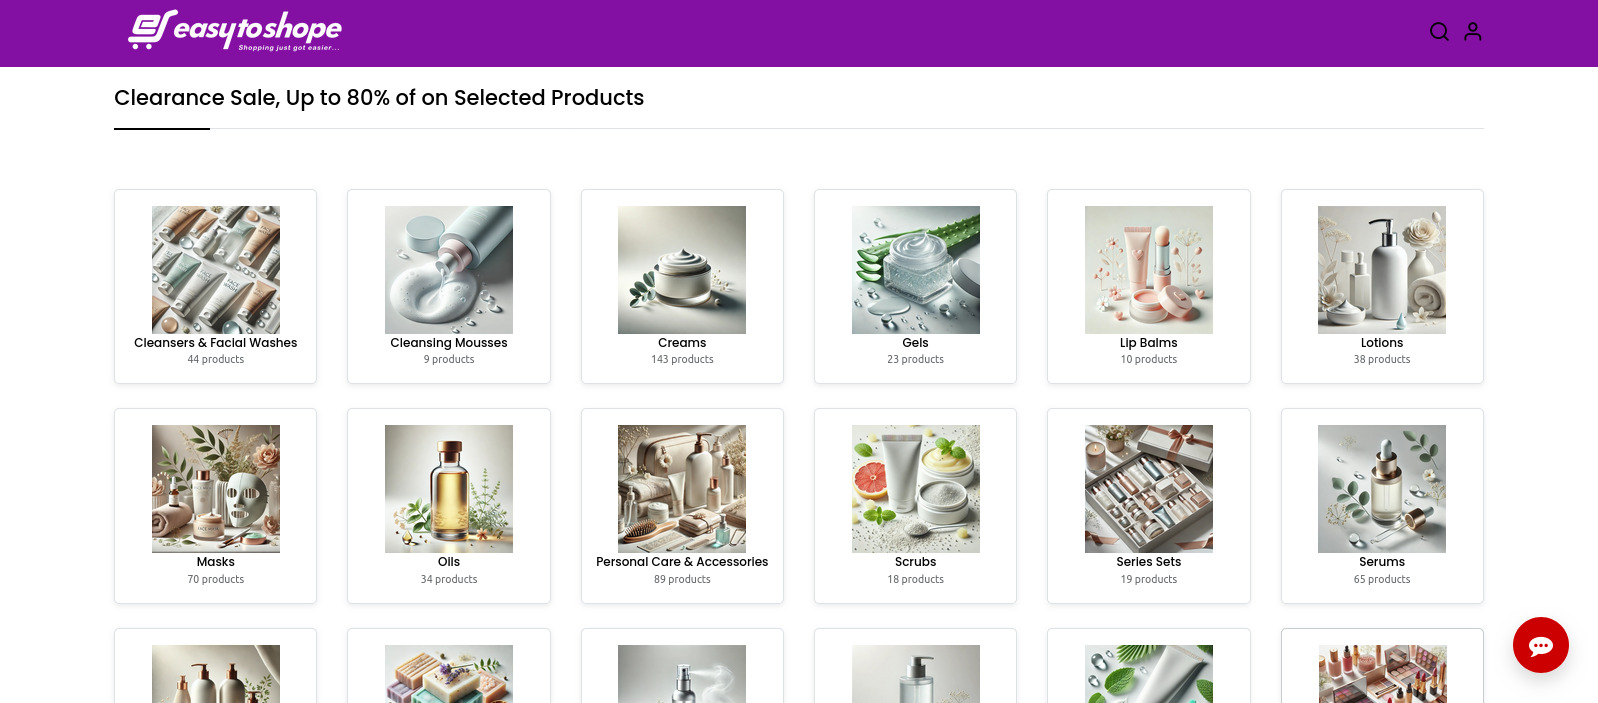 easytoshope
Shopping just got easier...
Clearance Sale, Up to 80% of on Selected Products
Cleansers & Facial Washes
44 products
Cleansing Mousses
9 products
Creams
143 products
Gels
23 products
Lip Balms
10 products
Lotions
38 products
Masks
70 products
Oils
34 products
Personal Care & Accessories
89 products
Scrubs
18 products
Series Sets
19 products
Serums
65 products